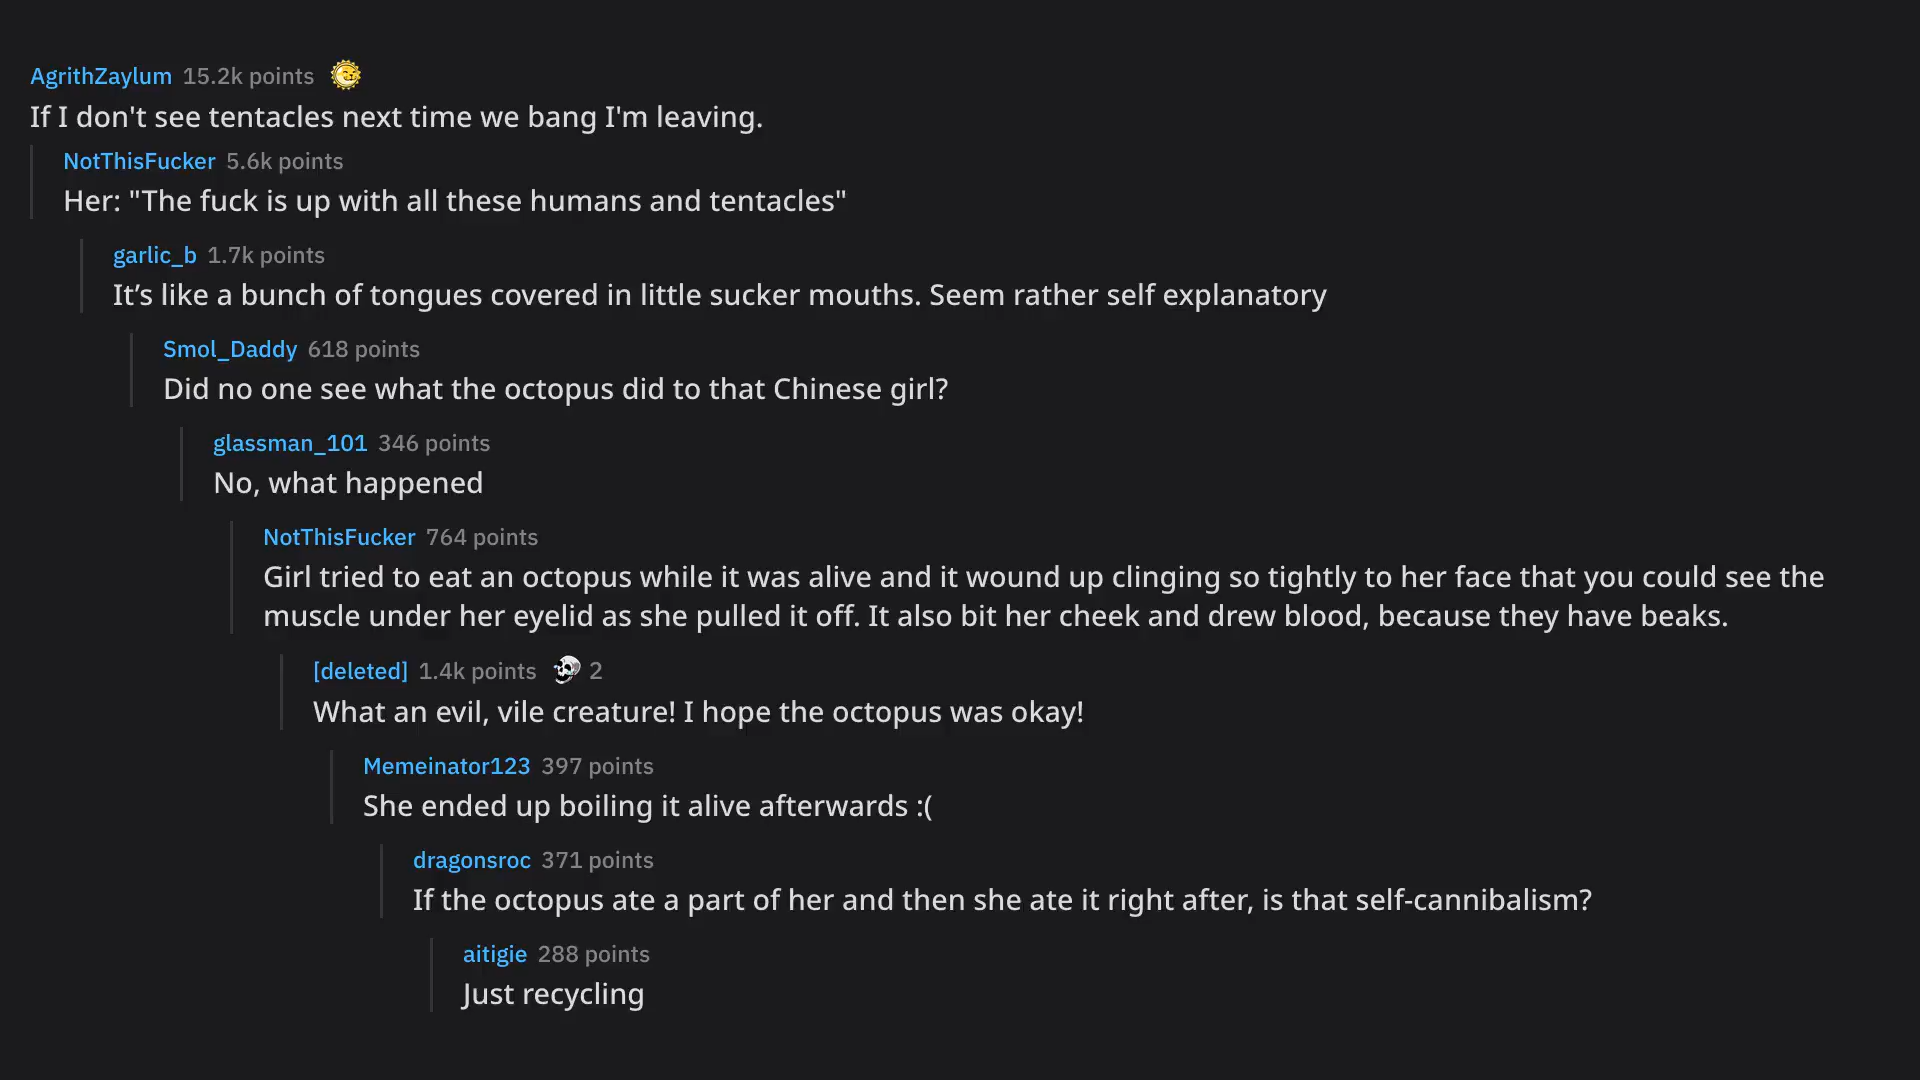 AgrithZaylum 15.2k points
If I don't see tentacles next time we bang I'm leaving.
NotThisFucker 5.6k points
Her: "The fuck is up with all these humans and tentacles"
garlic_b 1.7k points
It’s like a bunch of tongues covered in little sucker mouths. Seem rather self explanatory
Smol_Daddy 618 points
Did no one see what the octopus did to that Chinese girl?
glassman_101 346 points
No, what happened
NotThisFucker 764 points
Girl tried to eat an octopus while it was alive and it wound up clinging so tightly to her face that you could see the
muscle under her eyelid as she pulled it off. It also bit her cheek and drew blood, because they have beaks.
[deleted] 1.4k points 2
What an evil, vile creature! I hope the octopus was okay!
Memeinator123 397 points
She ended up boiling it alive afterwards :(
dragonsroc 371 points
If the octopus ate a part of her and then she ate it right after, is that self-cannibalism?
aitigie 288 points
Just recycling